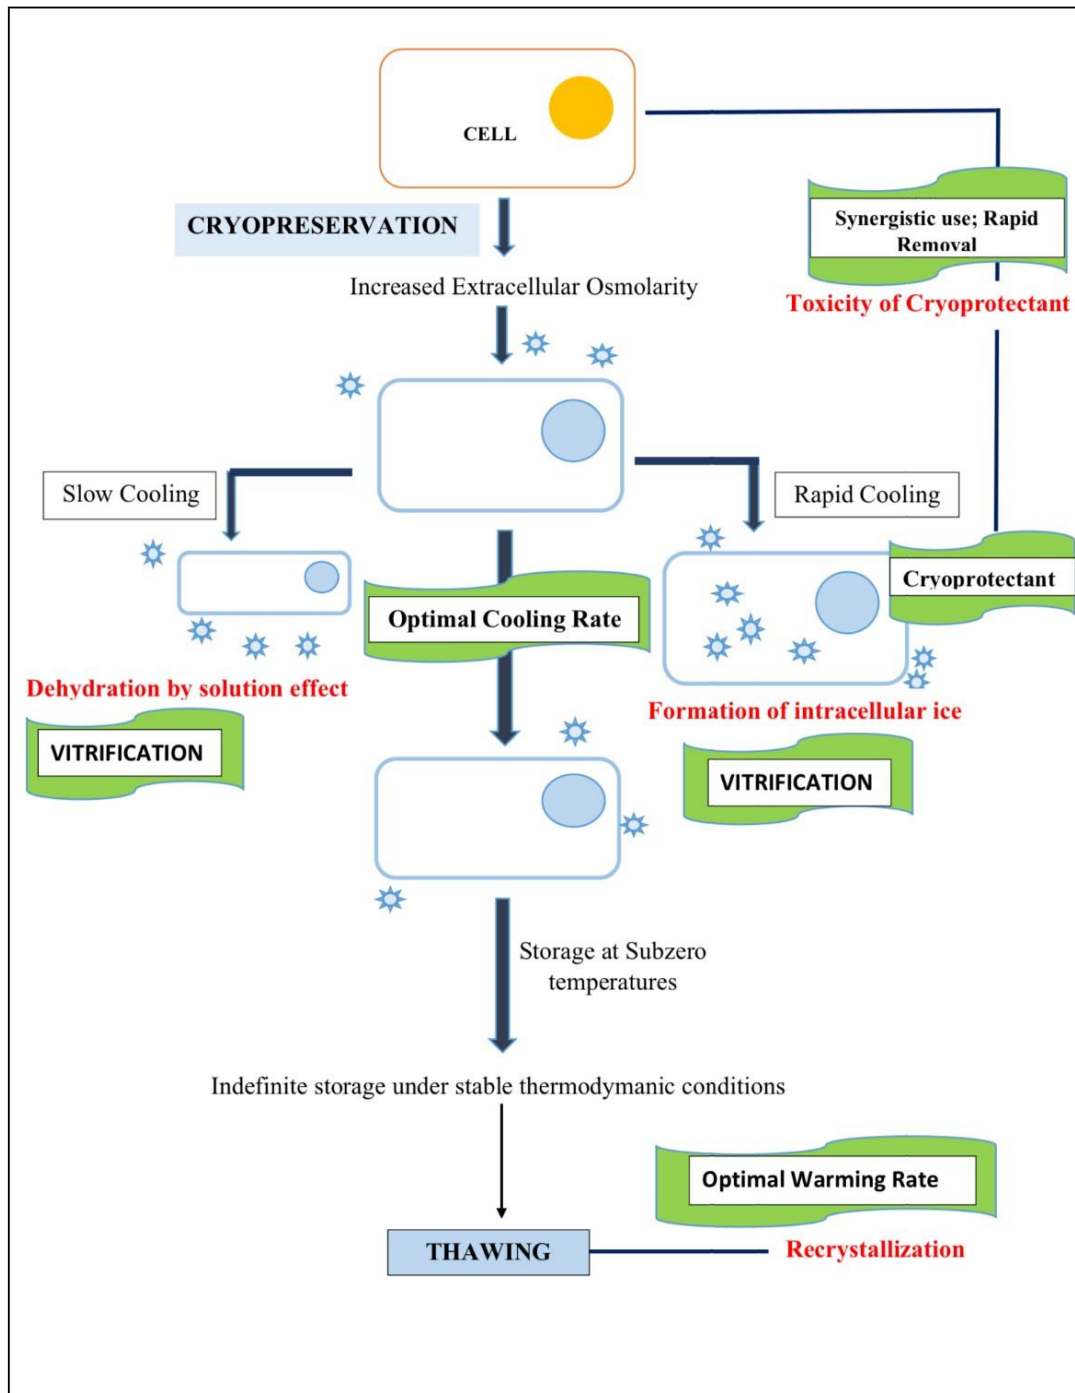 CELL
CRYOPRESERVATION
Synergistic use; Rapid
Removal
Toxicity of Cryoprotectant
Increased Extracellular Osmolarity
Slow Cooling
Rapid Cooling
Cryoprotectant
Optimal Cooling Rate
Dehydration by solution effect
Formation of intracellular ice
VITRIFICATION
VITRIFICATION
Storage at Subzero
temperatures
Indefinite storage under stable thermodymanic conditions
Optimal Warming Rate
THAWING
Recrystallization